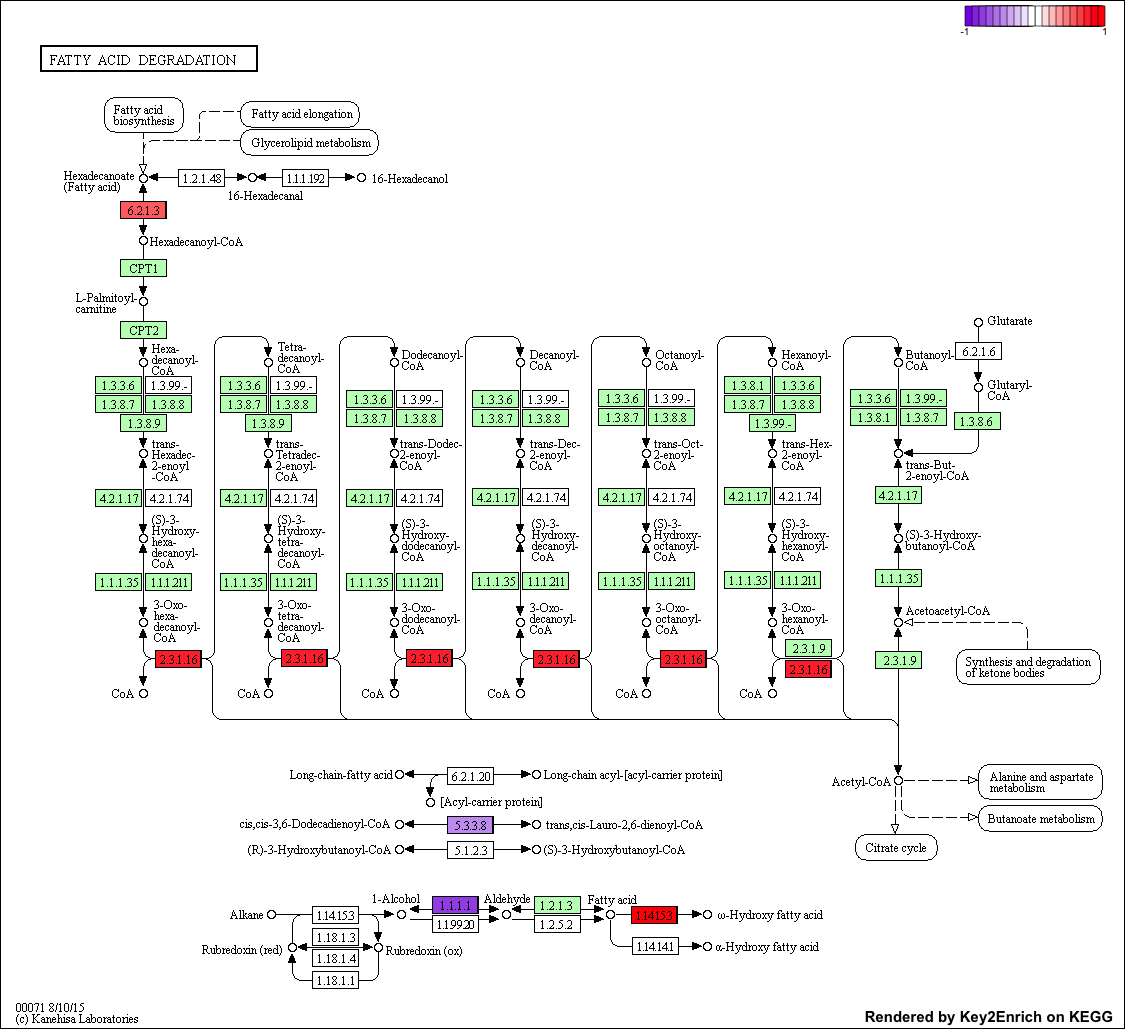 -1
1
FATTY ACID DEGRADATION
Fatty acid
biosynthesis
Fatty acid elongation
Glycerolipid metabolism
Hexadecanoate
(Fatty acid)
1.2.1.48
16-Hexadecanal
1.1.1.192
16-Hexadecanol
6.2.1.3
Hexadecanoyl-CoA
CPT1
L-Palmitoyl-
carnitine
CPT2
Glutarate
6.2.1.6
Glutaryl-
CoA
1.3.8.6
Hexa-
decanoyl-
CoA
Tetra-
decanoyl-
CoA
Dodecanoyl-
CoA
Decanoyl-
CoA
Octanoyl-
CoA
Hexanoyl-
CoA
Butanoyl-
CoA
1.3.3.6 1.3.99.-
1.3.8.7 1.3.8.8
1.3.8.9
1.3.3.6 1.3.99.-
1.3.8.7 1.3.8.8
1.3.8.9
1.3.3.6 1.3.99.-
1.3.8.7 1.3.8.8
1.3.3.6 1.3.99.-
1.3.8.7 1.3.8.8
1.3.3.6 1.3.99.-
1.3.8.7 1.3.8.8
1.3.8.1 1.3.3.6
1.3.8.7 1.3.8.8
1.3.99.-
1.3.3.6 1.3.99.-
1.3.8.1 1.3.8.7
trans-
Hexadec-
2-enoyl
-CoA
trans-
Tetradec-
2-enoyl-
CoA
trans-Dodec-
2-enoyl-
CoA
trans-Dec-
2-enoyl-
CoA
trans-Oct-
2-enoyl-
CoA
trans-Hex-
2-enoyl-
CoA
trans-But-
2-enoyl-CoA
4.2.1.17 4.2.1.74
4.2.1.17 4.2.1.74
4.2.1.17 4.2.1.74
4.2.1.17 4.2.1.74
4.2.1.17 4.2.1.74
4.2.1.17 4.2.1.74
4.2.1.17
(S)-3-
Hydroxy-
hexa-
decanoyl-
CoA
(S)-3-
Hydroxy-
tetra-
decanoyl-
CoA
(S)-3-
Hydroxy-
dodecanoyl-
CoA
(S)-3-
Hydroxy-
decanoyl-
CoA
(S)-3-
Hydroxy-
octanoyl-
CoA
(S)-3-
Hydroxy-
hexanoyl-
CoA
(S)-3-Hydroxy-
butanoyl-CoA
1.1.1.35 1.1.1.211
1.1.1.35 1.1.1.211
1.1.1.35 1.1.1.211
1.1.1.35 1.1.1.211
1.1.1.35 1.1.1.211
1.1.1.35 1.1.1.211
1.1.1.35
3-Oxo-
hexa-
decanoyl-
CoA
3-Oxo-
tetra-
decanoyl-
CoA
3-Oxo-
dodecanoyl-
CoA
3-Oxo-
decanoyl-
CoA
3-Oxo-
octanoyl-
CoA
3-Oxo-
hexanoyl-
CoA
Acetoacetyl-CoA
2.3.1.16
2.3.1.16
2.3.1.16
2.3.1.16
2.3.1.16
2.3.1.9
2.3.1.16
2.3.1.9
Synthesis and degradation
of ketone bodies
CoA
CoA
CoA
CoA
CoA
CoA
Long-chain-fatty acid
6.2.1.20
Long-chain acyl-[acyl-carrier protein]
[Acyl-carrier protein]
cis,cis-3,6-Dodecadienoyl-CoA
5.3.3.8
trans,cis-Lauro-2,6-dienoyl-CoA
(R)-3-Hydroxybutanoyl-CoA
5.1.2.3
(S)-3-Hydroxybutanoyl-CoA
Acetyl-CoA
Alanine and aspartate
metabolism
Butanoate metabolism
Citrate cycle
Alkane
1.14.15.3
1-Alcohol
1.1.1.1
1.1.99.20
Aldehyde
1.2.1.3
1.2.5.2
Fatty acid
1.14.15.3
ω-Hydroxy fatty acid
1.14.14.1
α-Hydroxy fatty acid
Rubredoxin (red)
1.18.1.3
1.18.1.4
1.18.1.1
Rubredoxin (ox)
00071 8/10/15
(c) Kanehisa Laboratories
Rendered by Key2Enrich on KEGG